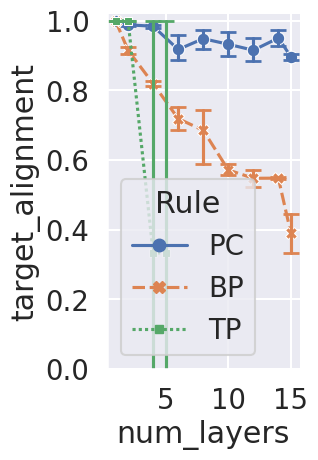 1.0
0.8
0.6
0.4
0.2
0.0
target_alignment
Rule
PC
BP
TP
5 10 15
num_layers